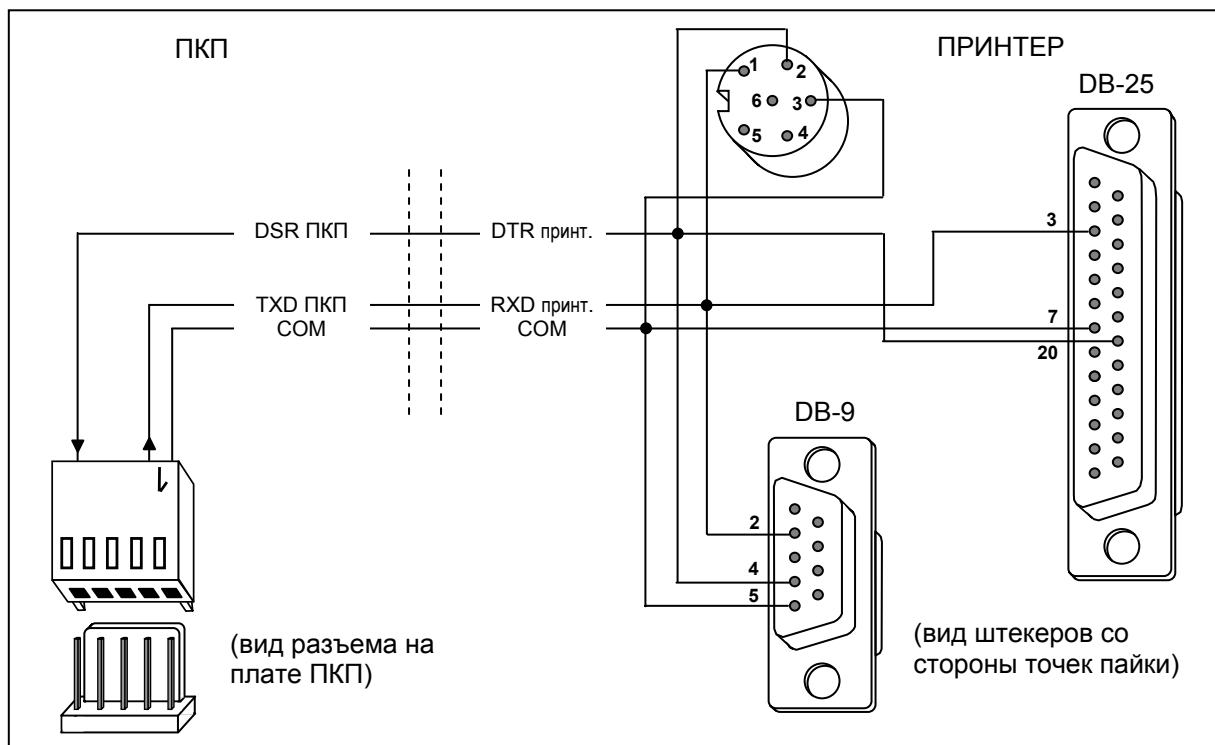 ПКП
ПРИНТЕР
1
2
6
3
5
4
DB-25
DSR ПКП
DTR принт.
3
TXD ПКП
RXD принт.
COM
COM
7
20
DB-9
2
4
5
(вид разъема на
плате ПКП)
(вид штекеров со
стороны точек пайки)